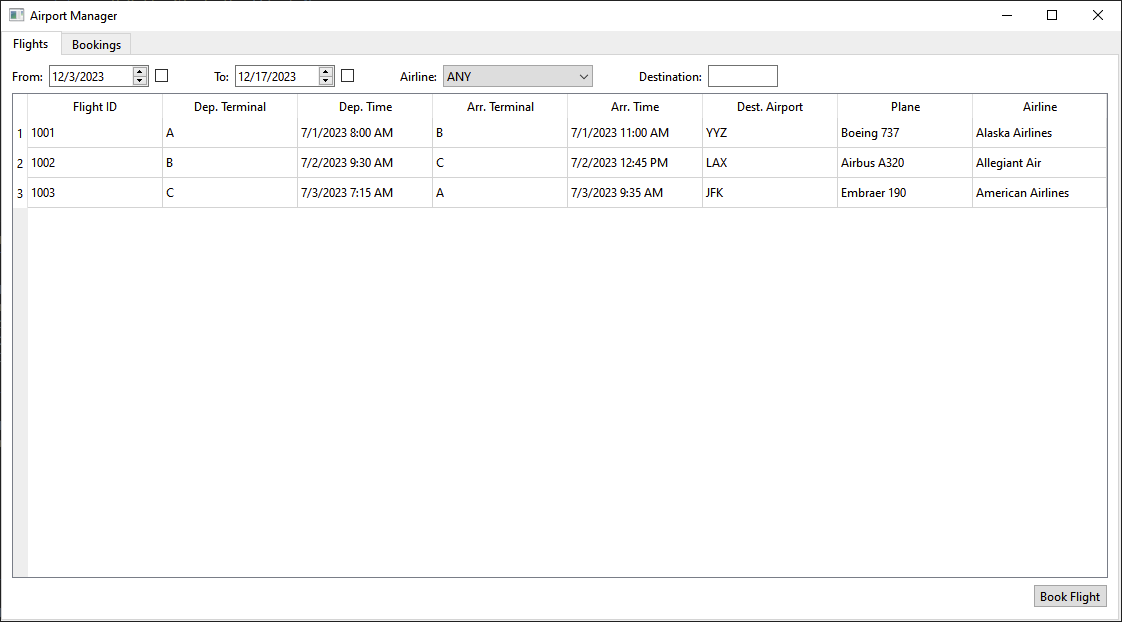 Airport Manager
Flights Bookings
From: 12/3/2023 To: 12/17/2023 Airline: ANY Destination:
Flight ID Dep. Terminal Dep. Time Arr. Terminal Arr. Time Dest. Airport Plane Airline
1 1001 A 7/1/2023 8:00 AM B 7/1/2023 11:00 AM YYZ Boeing 737 Alaska Airlines
2 1002 B 7/2/2023 9:30 AM C 7/2/2023 12:45 PM LAX Airbus A320 Allegiant Air
3 1003 C 7/3/2023 7:15 AM A 7/3/2023 9:35 AM JFK Embraer 190 American Airlines
Book Flight